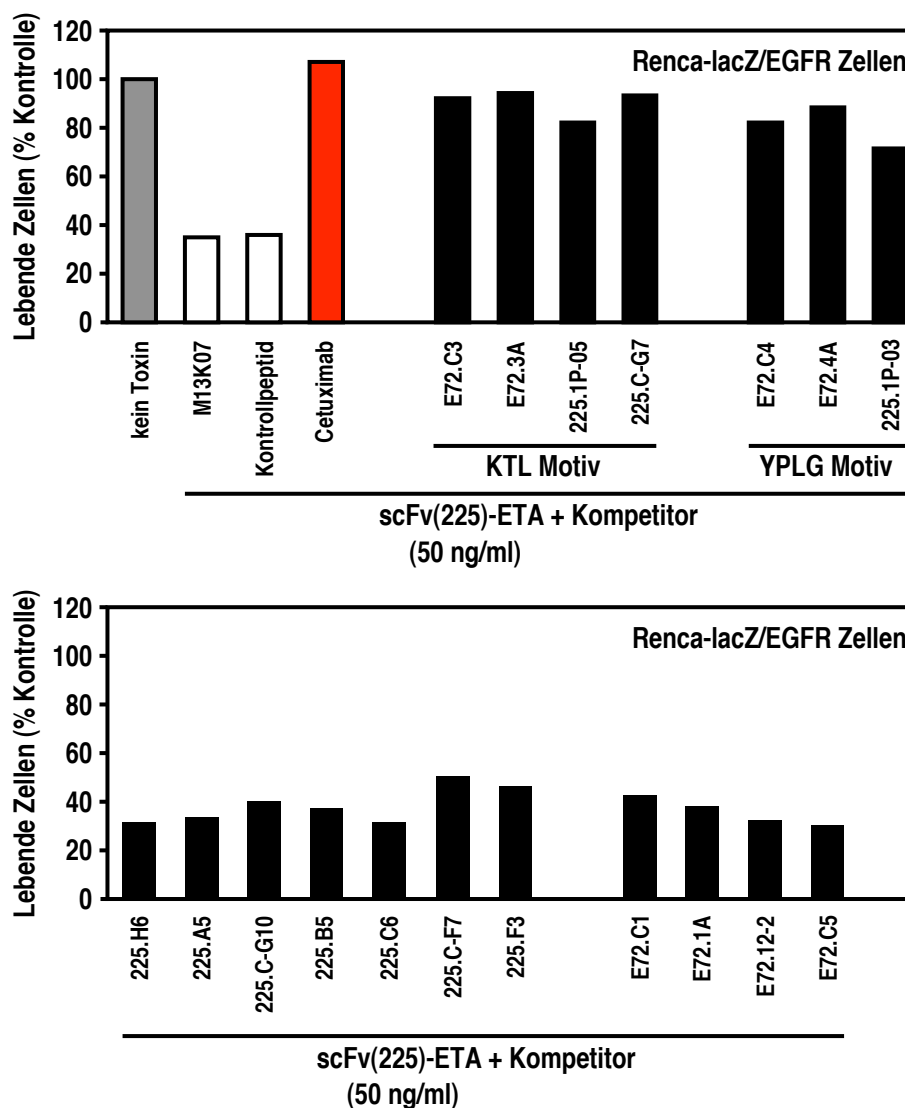 Renca-lacZ/EGFR Zellen
Lebende Zellen (% Kontrolle)
120
100
80
60
40
20
0
kein Toxin
M13K07
Kontrollpeptid
Cetuximab
E72.C3
E72.3A
225.1P-05
225.C-G7
E72.C4
E72.4A
225.1P-03
KTL Motiv
YPLG Motiv
scFv(225)-ETA + Kompetitor
(50 ng/ml)
Renca-lacZ/EGFR Zellen
Lebende Zellen (% Kontrolle)
120
100
80
60
40
20
0
225.H6
225.A5
225.C-G10
225.B5
225.C6
225.C-F7
225.F3
E72.C1
E72.1A
E72.12-2
E72.C5
scFv(225)-ETA + Kompetitor
(50 ng/ml)